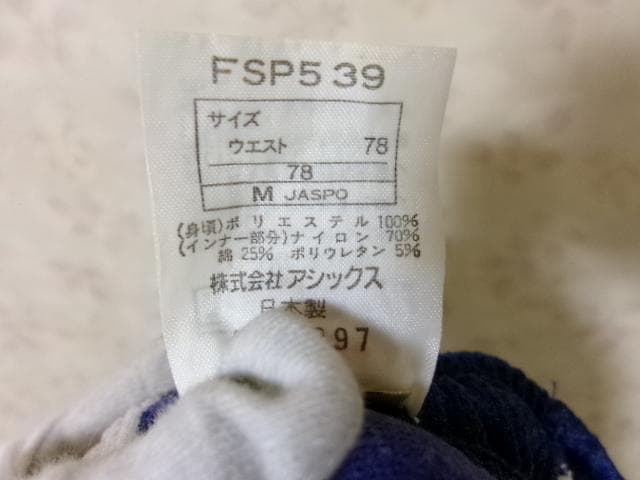 FSP539
サイズ
ウエスト 78
78
M JASPO
(身頃)ポリエステル 100%
(インナー部分)ナイロン 70%
綿 25% ポリウレタン 5%
株式会社アシックス
日本製
97